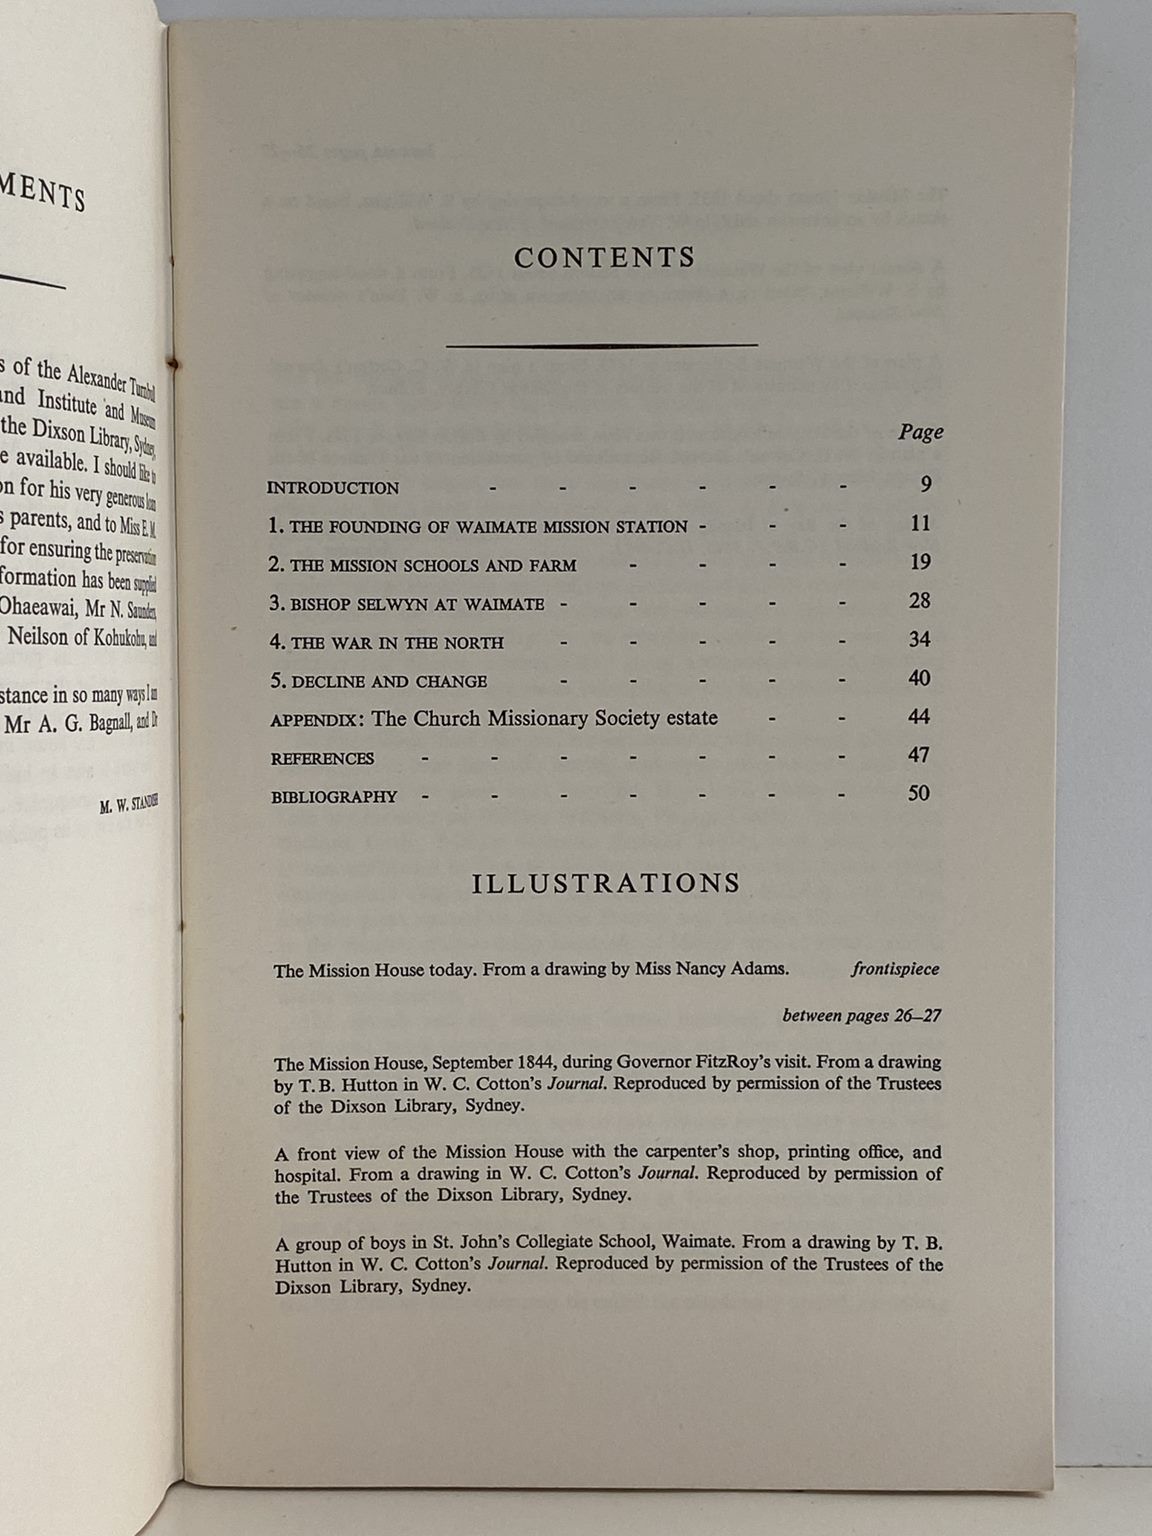 MENTS
s of the Alexander Turnbull
and Institute and Museum
the Dixson Library, Sydney,
e available. I should like to
on for his very generous loan
s parents, and to Miss E. M.
for ensuring the preservation
formation has been supplied
Ohaeawai, Mr N. Saunders,
Neilson of Kohukohu, and
stance in so many ways I am
Mr A. G. Bagnall, and Dr
M. W. STANDISH
CONTENTS
Page
INTRODUCTION - - - - - - 9
1. THE FOUNDING OF WAIMATE MISSION STATION - - - 11
2. THE MISSION SCHOOLS AND FARM - - - - 19
3. BISHOP SELWYN AT WAIMATE - - - - - 28
4. THE WAR IN THE NORTH - - - - - 34
5. DECLINE AND CHANGE - - - - - 40
APPENDIX: The Church Missionary Society estate - - 44
REFERENCES - - - - - - - 47
BIBLIOGRAPHY - - - - - - - 50
ILLUSTRATIONS
The Mission House today. From a drawing by Miss Nancy Adams. frontispiece
between pages 26–27
The Mission House, September 1844, during Governor FitzRoy's visit. From a drawing
by T. B. Hutton in W. C. Cotton's Journal. Reproduced by permission of the Trustees
of the Dixson Library, Sydney.
A front view of the Mission House with the carpenter's shop, printing office, and
hospital. From a drawing in W. C. Cotton's Journal. Reproduced by permission of
the Trustees of the Dixson Library, Sydney.
A group of boys in St. John's Collegiate School, Waimate. From a drawing by T. B.
Hutton in W. C. Cotton's Journal. Reproduced by permission of the Trustees of the
Dixson Library, Sydney.